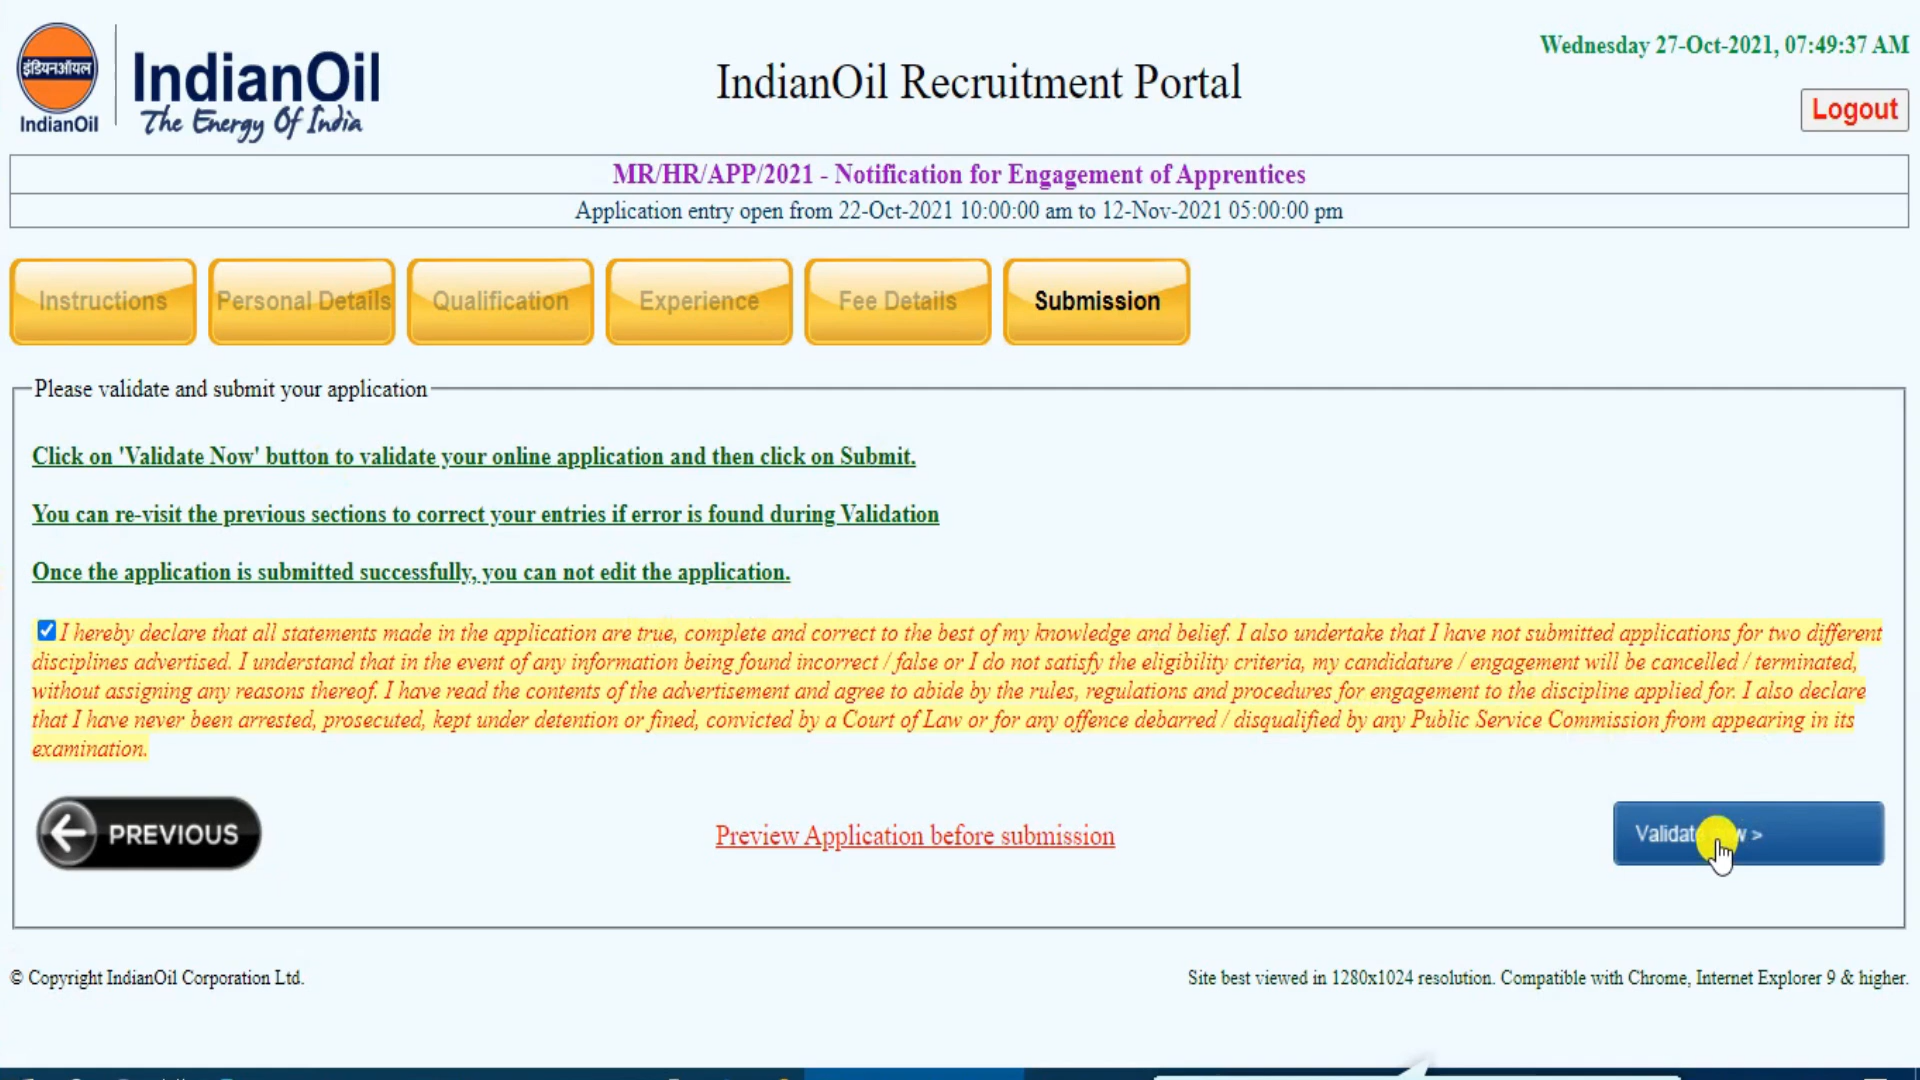 इंडियनऑयल
IndianOil
IndianOil
The Energy Of India
IndianOil Recruitment Portal
Wednesday 27-Oct-2021, 07:49:37 AM
Logout
MR/HR/APP/2021 - Notification for Engagement of Apprentices
Application entry open from 22-Oct-2021 10:00:00 am to 12-Nov-2021 05:00:00 pm
Instructions Personal Details Qualification Experience Fee Details Submission
Please validate and submit your application
Click on 'Validate Now' button to validate your online application and then click on Submit.
You can re-visit the previous sections to correct your entries if error is found during Validation
Once the application is submitted successfully, you can not edit the application.
I hereby declare that all statements made in the application are true, complete and correct to the best of my knowledge and belief. I also undertake that I have not submitted applications for two different
disciplines advertised. I understand that in the event of any information being found incorrect / false or I do not satisfy the eligibility criteria, my candidature / engagement will be cancelled / terminated,
without assigning any reasons thereof. I have read the contents of the advertisement and agree to abide by the rules, regulations and procedures for engagement to the discipline applied for. I also declare
that I have never been arrested, prosecuted, kept under detention or fined, convicted by a Court of Law or for any offence debarred / disqualified by any Public Service Commission from appearing in its
examination.
PREVIOUS
Preview Application before submission
Validate >
© Copyright IndianOil Corporation Ltd.
Site best viewed in 1280x1024 resolution. Compatible with Chrome, Internet Explorer 9 & higher.